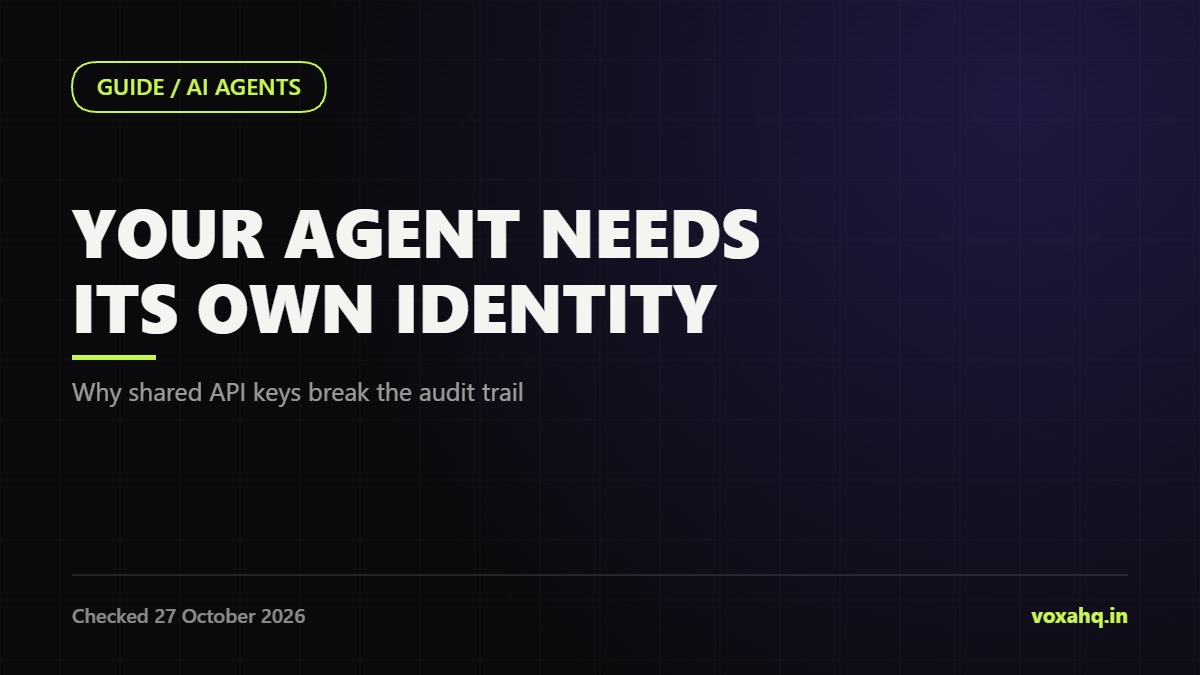 GUIDE / AI AGENTS
YOUR AGENT NEEDS
ITS OWN IDENTITY
Why shared API keys break the audit trail
Checked 27 October 2026
voxahq.in